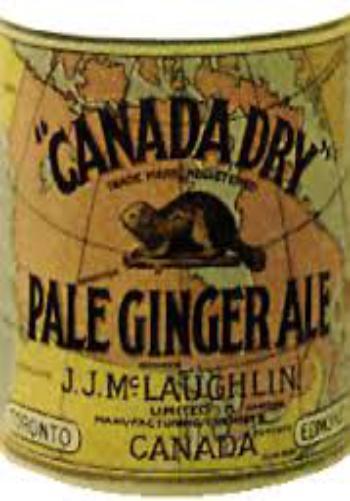 "CANADA DRY"
TRADE MARK REGISTERED
PALE GINGER ALE
J.J. McLAUGHLIN
LIMITED
MANUFACTURING CHEMISTS
TORONTO
CANADA